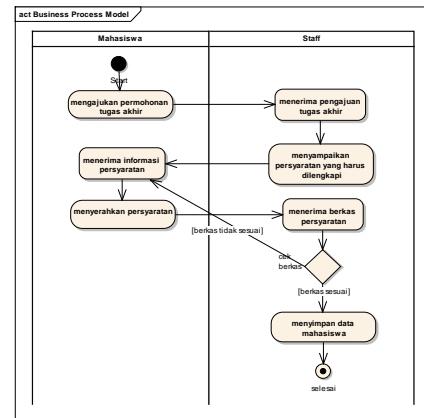 act Business Process Model
Mahasiswa
Staff
Start
mengajukan permohonan
tugas akhir
menerima pengajuan
tugas akhir
menyampaikan
persyaratan yang harus
dilengkapi
menerima informasi
persyaratan
menyerahkan persyaratan
menerima berkas
persyaratan
[berkas tidak sesuai]
cek
berkas
[berkas sesuai]
menyimpan data
mahasiswa
selesai